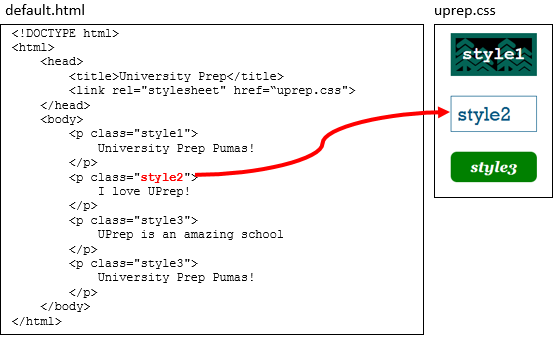 default.html
<!DOCTYPE html>
<html>
<head>
<title>University Prep</title>
<link rel="stylesheet" href=“uprep.css">
</head>
<body>
<p class="style1">
University Prep Pumas!
</p>
<p class="style2">
I love UPrep!
</p>
<p class="style3">
UPrep is an amazing school
</p>
<p class="style3">
University Prep Pumas!
</p>
</body>
</html>
uprep.css
style1
style2
style3